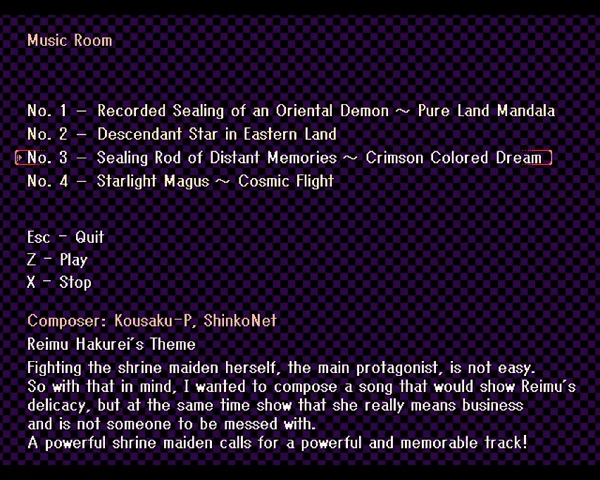 Music Room
No. 1 – Recorded Sealing of an Oriental Demon ～ Pure Land Mandala
No. 2 – Descendant Star in Eastern Land
No. 3 – Sealing Rod of Distant Memories ～ Crimson Colored Dream
No. 4 – Starlight Magus ～ Cosmic Flight
Esc – Quit
Z – Play
X – Stop
Composer: Kousaku-P, ShinkoNet
Reimu Hakurei's Theme
Fighting the shrine maiden herself, the main protagonist, is not easy.
So with that in mind, I wanted to compose a song that would show Reimu's
delicacy, but at the same time show that she really means business
and is not someone to be messed with.
A powerful shrine maiden calls for a powerful and memorable track!